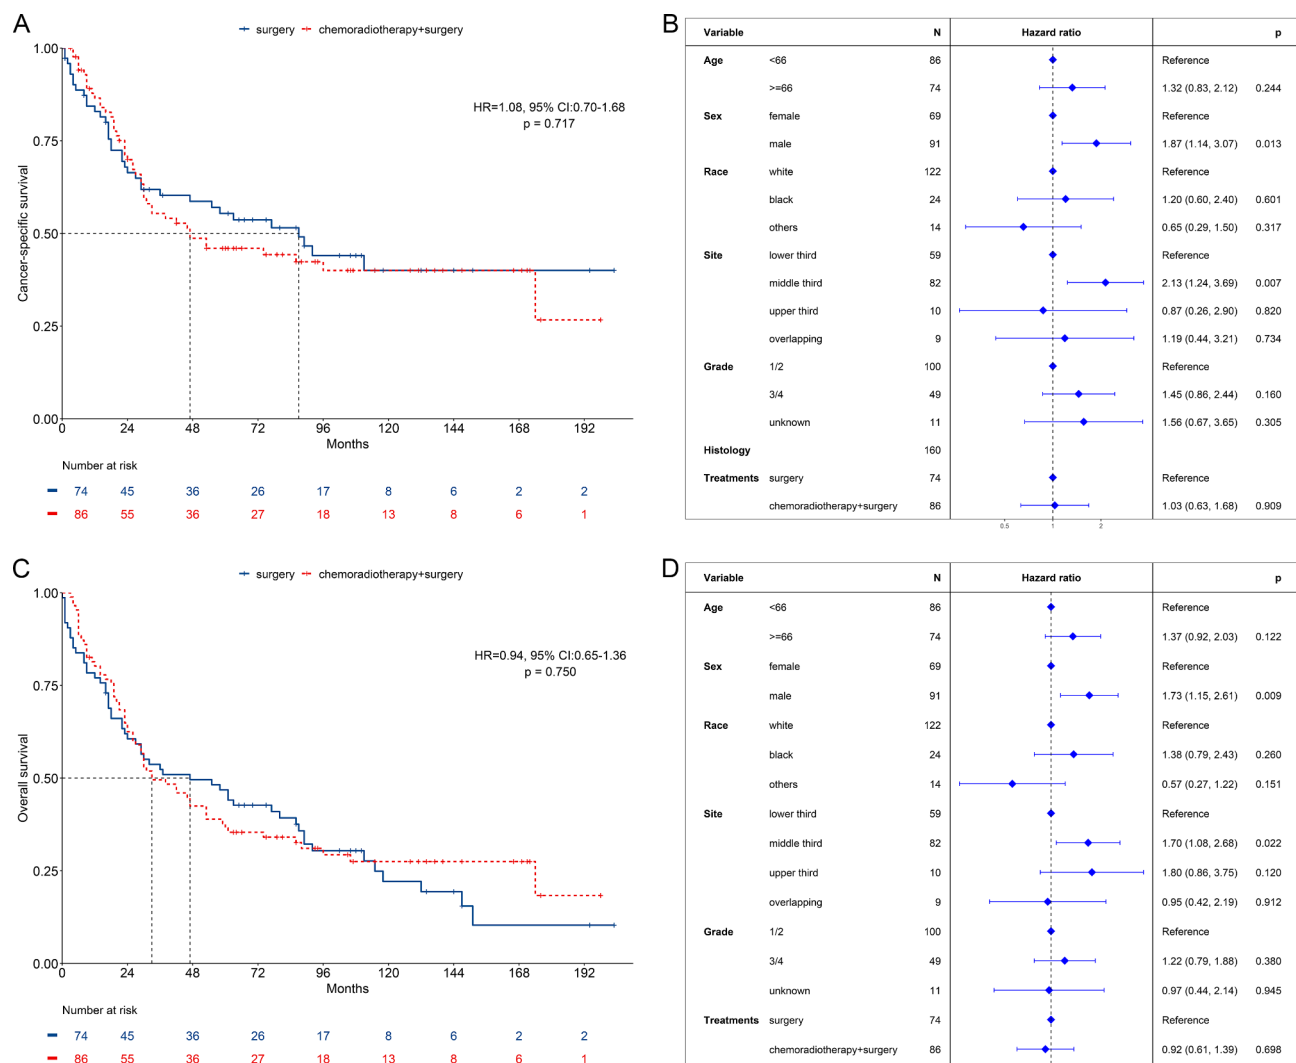 A
surgery chemoradiotherapy+surgery
1.00
0.75
0.50
0.25
0.00
Cancer-specific survival
HR=1.08, 95% CI:0.70-1.68
p = 0.717
0 24 48 72 96 120 144 168 192
Months
Number at risk
74 45 36 26 17 8 6 2 2
86 55 36 27 18 13 8 6 1
B
Variable N Hazard ratio p
Age <66 86 Reference
>=66 74 1.32 (0.83, 2.12) 0.244
Sex female 69 Reference
male 91 1.87 (1.14, 3.07) 0.013
Race white 122 Reference
black 24 1.20 (0.60, 2.40) 0.601
others 14 0.65 (0.29, 1.50) 0.317
Site lower third 59 Reference
middle third 82 2.13 (1.24, 3.69) 0.007
upper third 10 0.87 (0.26, 2.90) 0.820
overlapping 9 1.19 (0.44, 3.21) 0.734
Grade 1/2 100 Reference
3/4 49 1.45 (0.86, 2.44) 0.160
unknown 11 1.56 (0.67, 3.65) 0.305
Histology 160
Treatments surgery 74 Reference
chemoradiotherapy+surgery 86 1.03 (0.63, 1.68) 0.909
0.5 1 2
C
surgery chemoradiotherapy+surgery
1.00
0.75
0.50
0.25
0.00
Overall survival
HR=0.94, 95% CI:0.65-1.36
p = 0.750
0 24 48 72 96 120 144 168 192
Months
Number at risk
74 45 36 26 17 8 6 2 2
86 55 36 27 18 13 8 6 1
D
Variable N Hazard ratio p
Age <66 86 Reference
>=66 74 1.37 (0.92, 2.03) 0.122
Sex female 69 Reference
male 91 1.73 (1.15, 2.61) 0.009
Race white 122 Reference
black 24 1.38 (0.79, 2.43) 0.260
others 14 0.57 (0.27, 1.22) 0.151
Site lower third 59 Reference
middle third 82 1.70 (1.08, 2.68) 0.022
upper third 10 1.80 (0.86, 3.75) 0.120
overlapping 9 0.95 (0.42, 2.19) 0.912
Grade 1/2 100 Reference
3/4 49 1.22 (0.79, 1.88) 0.380
unknown 11 0.97 (0.44, 2.14) 0.945
Treatments surgery 74 Reference
chemoradiotherapy+surgery 86 0.92 (0.61, 1.39) 0.698